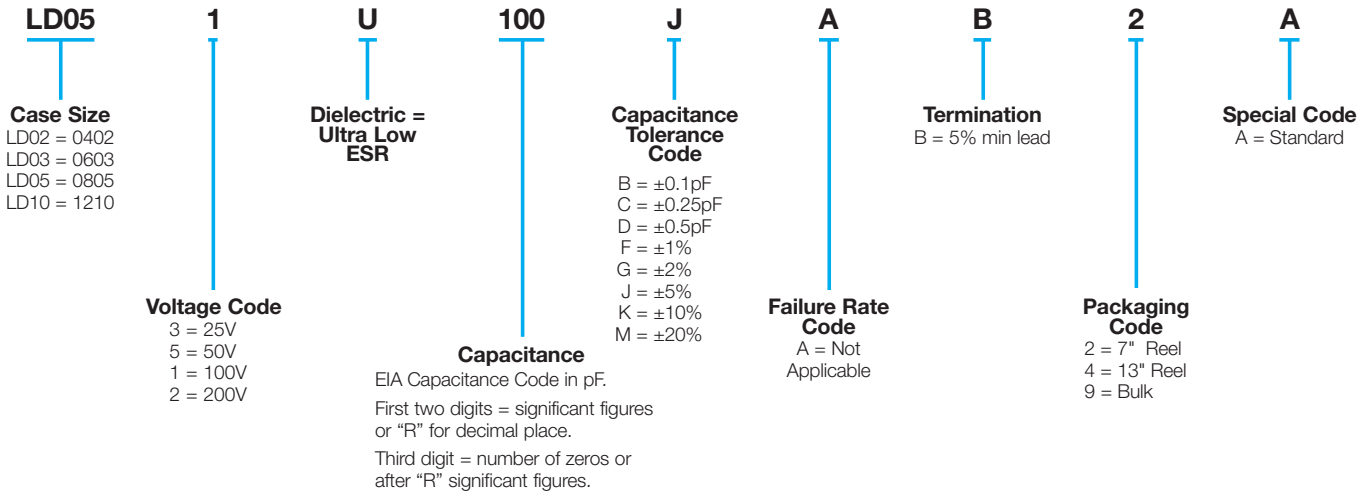 LD05 1 U 100 J A B 2 A
Case Size
LD02 = 0402
LD03 = 0603
LD05 = 0805
LD10 = 1210
Voltage Code
3 = 25V
5 = 50V
1 = 100V
2 = 200V
Dielectric =
Ultra Low
ESR
Capacitance
EIA Capacitance Code in pF.
First two digits = significant figures
or “R” for decimal place.
Third digit = number of zeros or
after “R” significant figures.
Capacitance
Tolerance
Code
B = ±0.1pF
C = ±0.25pF
D = ±0.5pF
F = ±1%
G = ±2%
J = ±5%
K = ±10%
M = ±20%
Failure Rate
Code
A = Not
Applicable
Termination
B = 5% min lead
Packaging
Code
2 = 7" Reel
4 = 13" Reel
9 = Bulk
Special Code
A = Standard